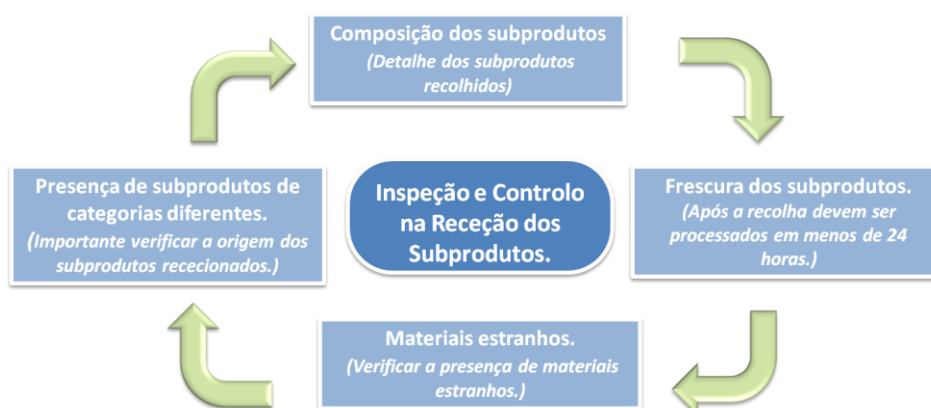 Composição dos subprodutos
(Detalhe dos subprodutos
recolhidos)
Presença de subprodutos de
categorias diferentes.
(Importante verificar a origem dos
subprodutos rececionados.)
Inspeção e Controlo
na Receção dos
Subprodutos.
Frescura dos subprodutos.
(Após a recolha devem ser
processados em menos de 24
horas.)
Materiais estranhos.
(Verificar a presença de materiais
estranhos.)